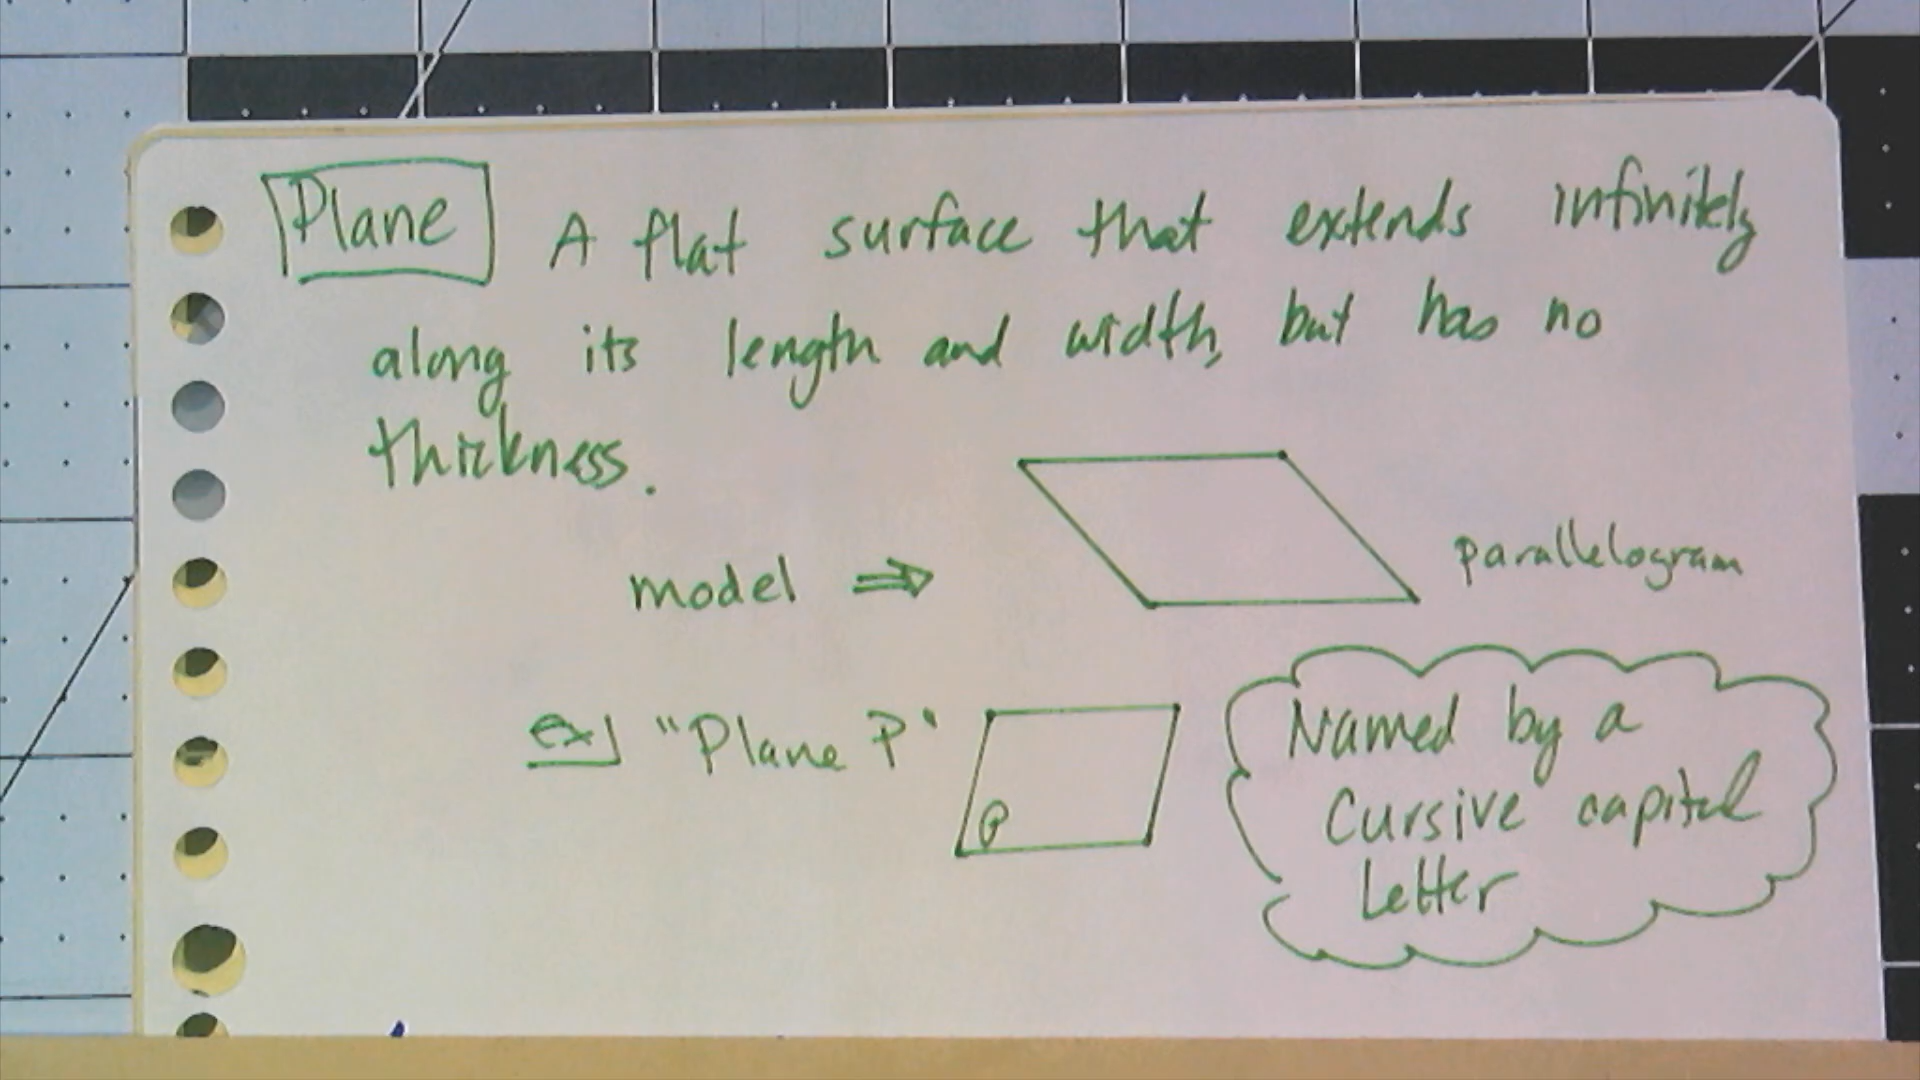 Plane A flat surface that extends infinitely
along its length and width, but has no
thickness.
model ⇒ parallelogram
ex] "Plane P"
P
Named by a
cursive capital
letter